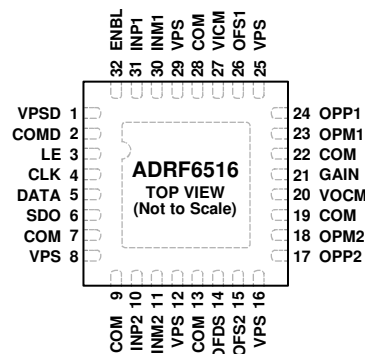 32 ENBL
31 INP1
30 INM1
29 VPS
28 COM
27 VICM
26 OFS1
25 VPS
VPSD 1
COMD 2
LE 3
CLK 4
DATA 5
SDO 6
COM 7
VPS 8
ADRF6516
TOP VIEW
(Not to Scale)
24 OPP1
23 OPM1
22 COM
21 GAIN
20 VOCM
19 COM
18 OPM2
17 OPP2
COM 9
INP2 10
INM2 11
VPS 12
COM 13
OFDS 14
OFS2 15
VPS 16